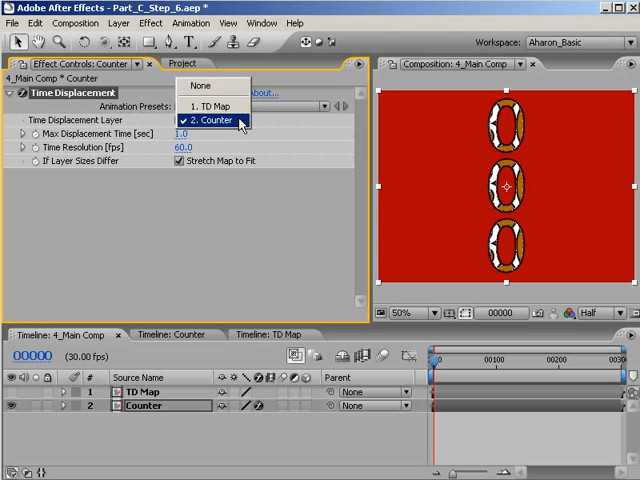 Adobe After Effects - Part_C_Step_6.aep *
File Edit Composition Layer Effect Animation View Window Help
Workspace: Aharon_Basic
Effect Controls: Counter Project Composition: 4_Main Comp
4_Main Comp * Counter
Time Displacement About...
Animation Presets:
None
1. TD Map
Time Displacement Layer 2. Counter
Max Displacement Time [sec] 1.0
Time Resolution [fps] 60.0
If Layer Sizes Differ Stretch Map to Fit
000
50% 00000 Half
Timeline: 4_Main Comp Timeline: Counter Timeline: TD Map
00000 (30.00 fps) 00100 00200
# Source Name Parent
1 TD Map None
2 Counter None